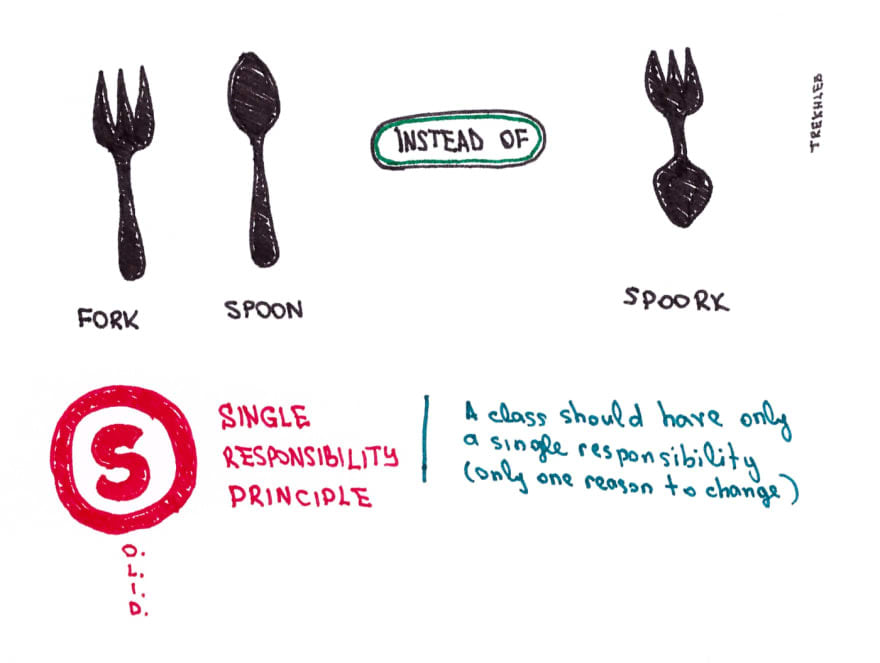 INSTEAD OF
TREKHLEB
FORK
SPOON
SPOORK
S
SINGLE
RESPONSIBILITY
PRINCIPLE
A class should have only
a single responsibility
(only one reason to change)
O.
L.
I.
D.